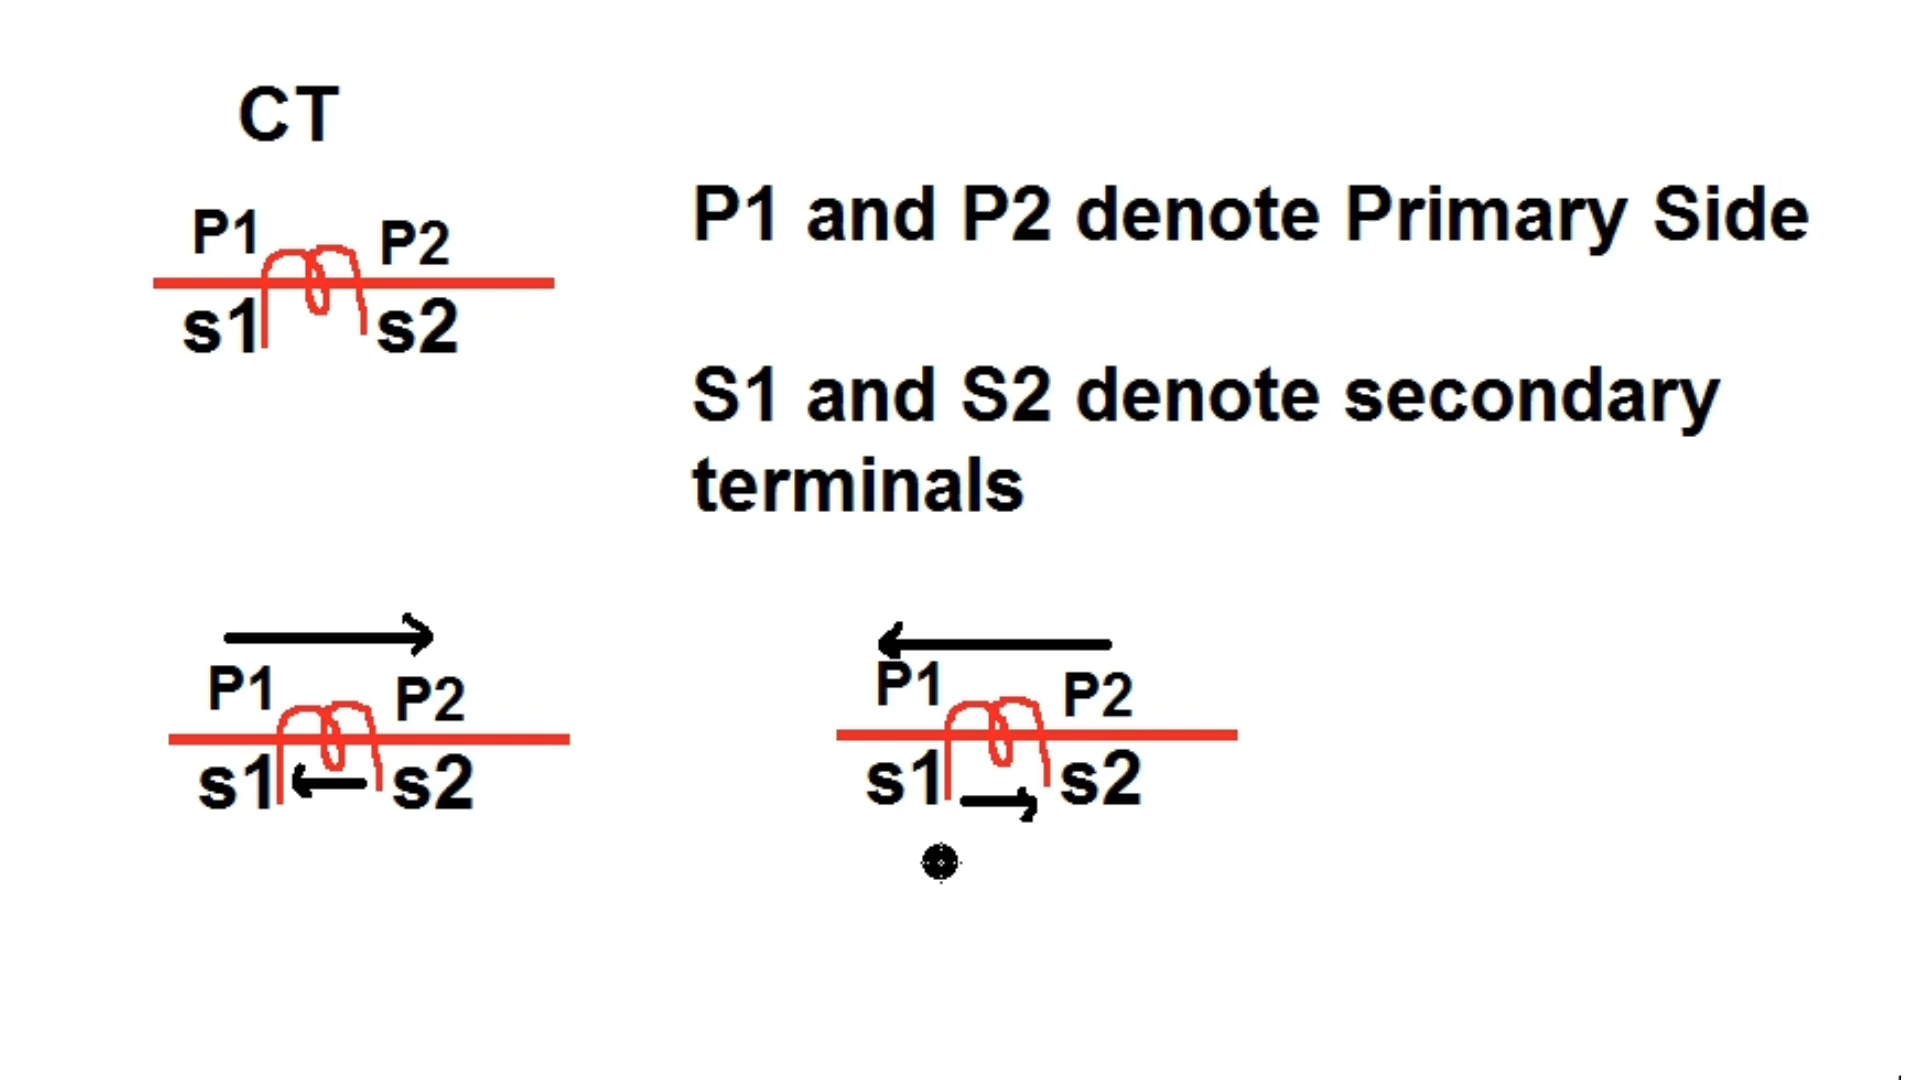 CT
P1 P2
s1 s2
P1 and P2 denote Primary Side
S1 and S2 denote secondary
terminals
P1 P2
s1 s2
P1 P2
s1 s2